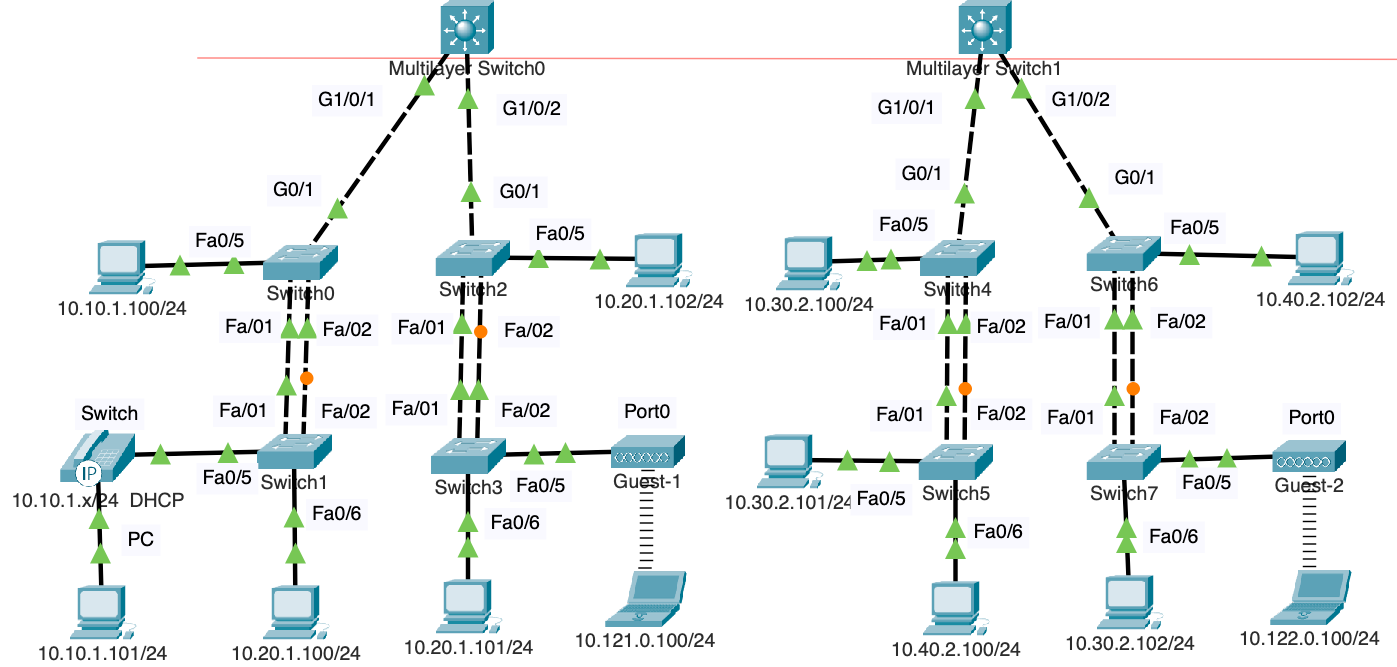 Multilayer Switch0
Multilayer Switch1
G1/0/1
G1/0/2
G1/0/1
G1/0/2
G0/1
G0/1
G0/1
G0/1
Fa0/5
Fa0/5
Fa0/5
Fa0/5
10.10.1.100/24
Switch0
Switch2
10.20.1.102/24
10.30.2.100/24
Switch4
Switch6
10.40.2.102/24
Fa/01
Fa/02
Fa/01
Fa/02
Fa/01
Fa/02
Fa/01
Fa/02
Fa/01
Fa/02
Fa/01
Fa/02
Fa/01
Fa/02
Fa/01
Fa/02
Switch
Port0
Port0
IP
10.10.1.x/24 DHCP
Fa0/5
Switch1
Switch3
Fa0/5
Guest-1
10.30.2.101/24
Fa0/5
Switch5
Switch7
Fa0/5
Guest-2
PC
Fa0/6
Fa0/6
Fa0/6
Fa0/6
10.10.1.101/24
10.20.1.100/24
10.20.1.101/24
10.121.0.100/24
10.40.2.100/24
10.30.2.102/24
10.122.0.100/24